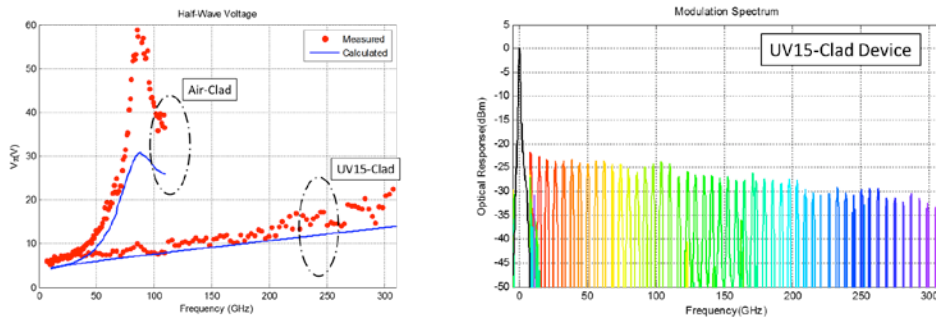 Half-Wave Voltage
Vπ(V)
60
50
40
30
20
10
0
0 50 100 150 200 250 300
Frequency (GHz)
Measured
Calculated
Air-Clad
UV15-Clad
Modulation Spectrum
Optical Response(dBm)
5
0
-5
-10
-15
-20
-25
-30
-35
-40
-45
-50
0 50 100 150 200 250 300
Frequency(GHz)
UV15-Clad Device